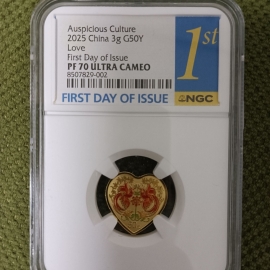 Auspicious Culture
2025 China 3g G50Y
Love
First Day of Issue
PF 70 ULTRA CAMEO
8507829-002
1st
FIRST DAY OF ISSUE
NGC